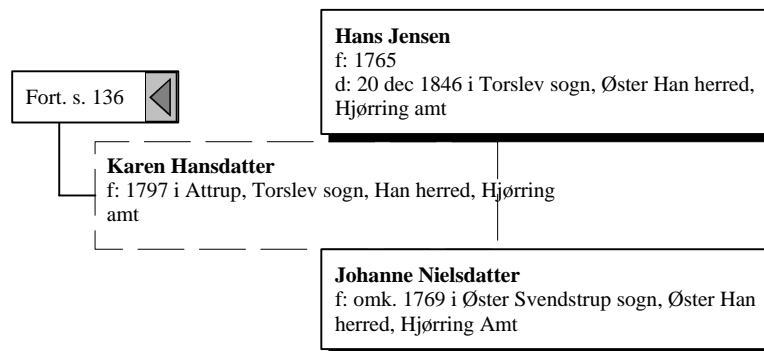 Hans Jensen
f: 1765
d: 20 dec 1846 i Torslev sogn, Øster Han herred,
Hjørring amt
Fort. s. 136
Karen Hansdatter
f: 1797 i Attrup, Torslev sogn, Han herred, Hjørring
amt
Johanne Nielsdatter
f: omk. 1769 i Øster Svendstrup sogn, Øster Han
herred, Hjørring Amt